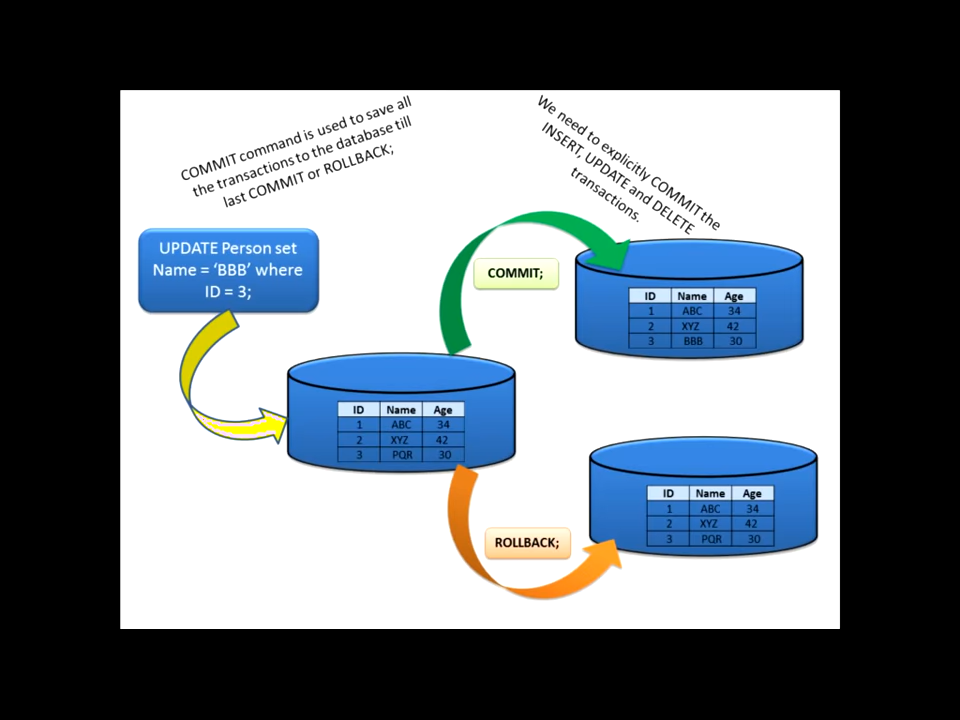 COMMIT command is used to save all
the transactions to the database till
last COMMIT or ROLLBACK;
We need to explicitly COMMIT the
INSERT, UPDATE and DELETE
transactions.
UPDATE Person set
Name = ‘BBB’ where
ID = 3;
COMMIT;
ID Name Age
1 ABC 34
2 XYZ 42
3 BBB 30
ID Name Age
1 ABC 34
2 XYZ 42
3 PQR 30
ROLLBACK;
ID Name Age
1 ABC 34
2 XYZ 42
3 PQR 30